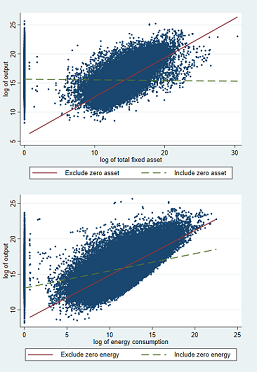 25
20
15
10
5
log of output
10
20
30
log of total fixed asset
Exclude zero asset
Include zero asset
25
20
15
10
log of output
5
10
15
20
25
log of energy consumption
Exclude zero energy
Include zero energy